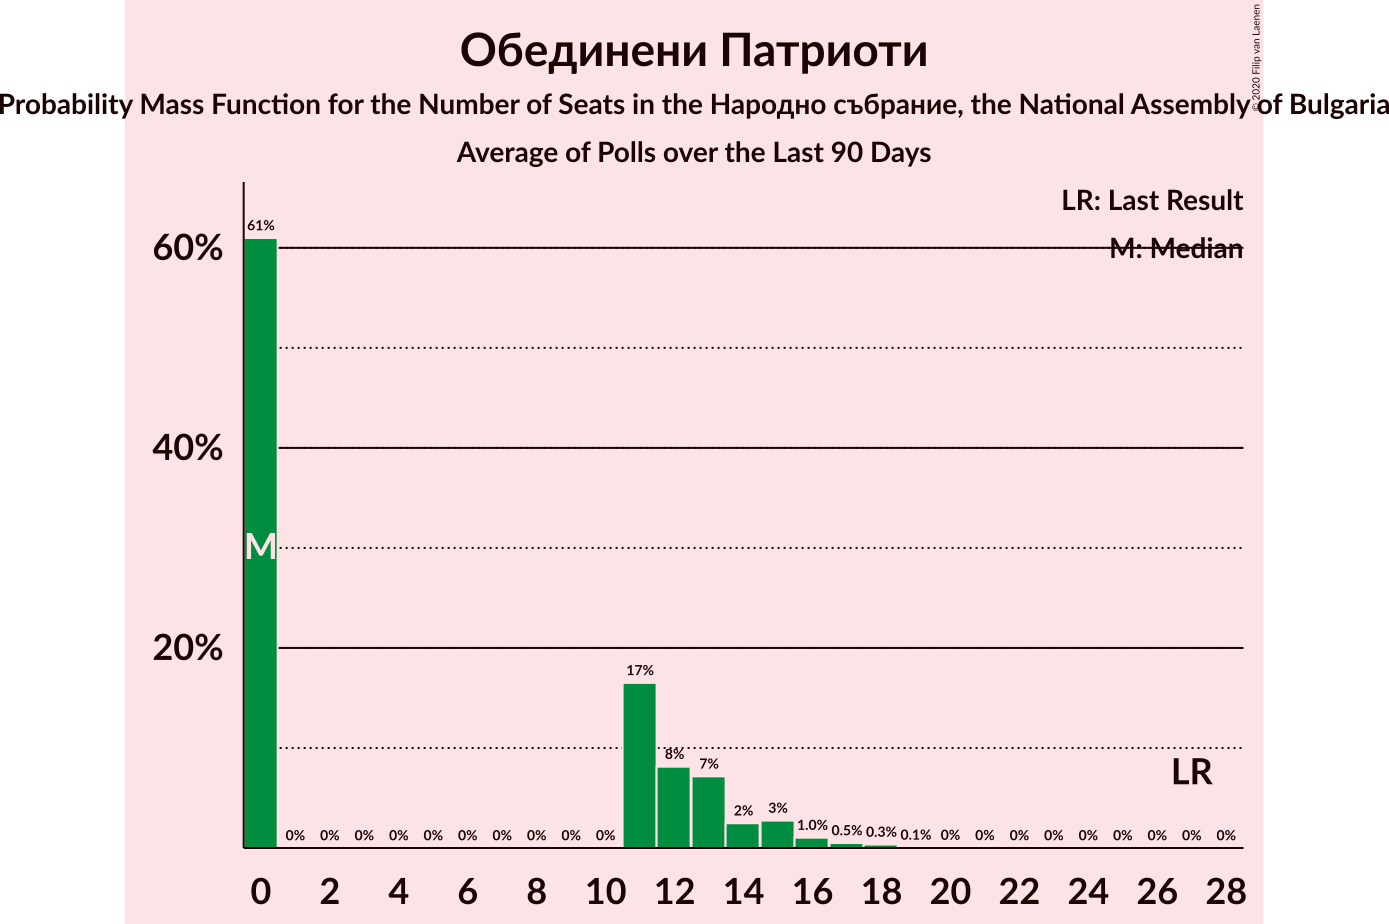 Обединени Патриоти
Probability Mass Function for the Number of Seats in the Народно събрание, the National Assembly of Bulgaria
Average of Polls over the Last 90 Days
© 2020 Filip van Laenen
LR: Last Result
M: Median
60%
40%
20%
61%
M
0% 0% 0% 0% 0% 0% 0% 0% 0% 0% 17% 8% 7% 2% 3% 1.0% 0.5% 0.3% 0.1% 0% 0% 0% 0% 0% 0% 0% 0% 0%
LR
0 2 4 6 8 10 12 14 16 18 20 22 24 26 28